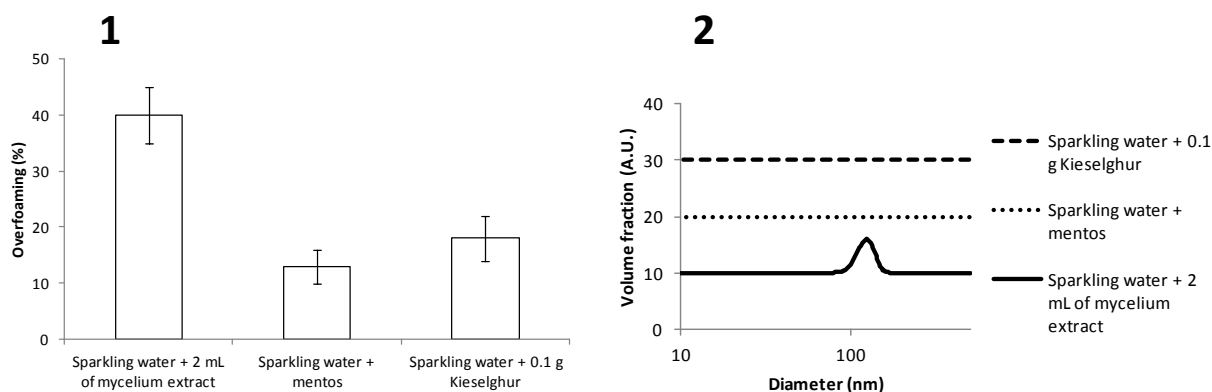 1
50
40
30
20
10
0
Overfoaming (%)
Sparkling water + 2 mL
of mycelium extract
Sparkling water +
mentos
Sparkling water + 0.1 g
Kieselghur
2
40
30
20
10
0
Volume fraction (A.U.)
10
100
Diameter (nm)
Sparkling water + 0.1
g Kieselghur
Sparkling water +
mentos
Sparkling water + 2
mL of mycelium
extract